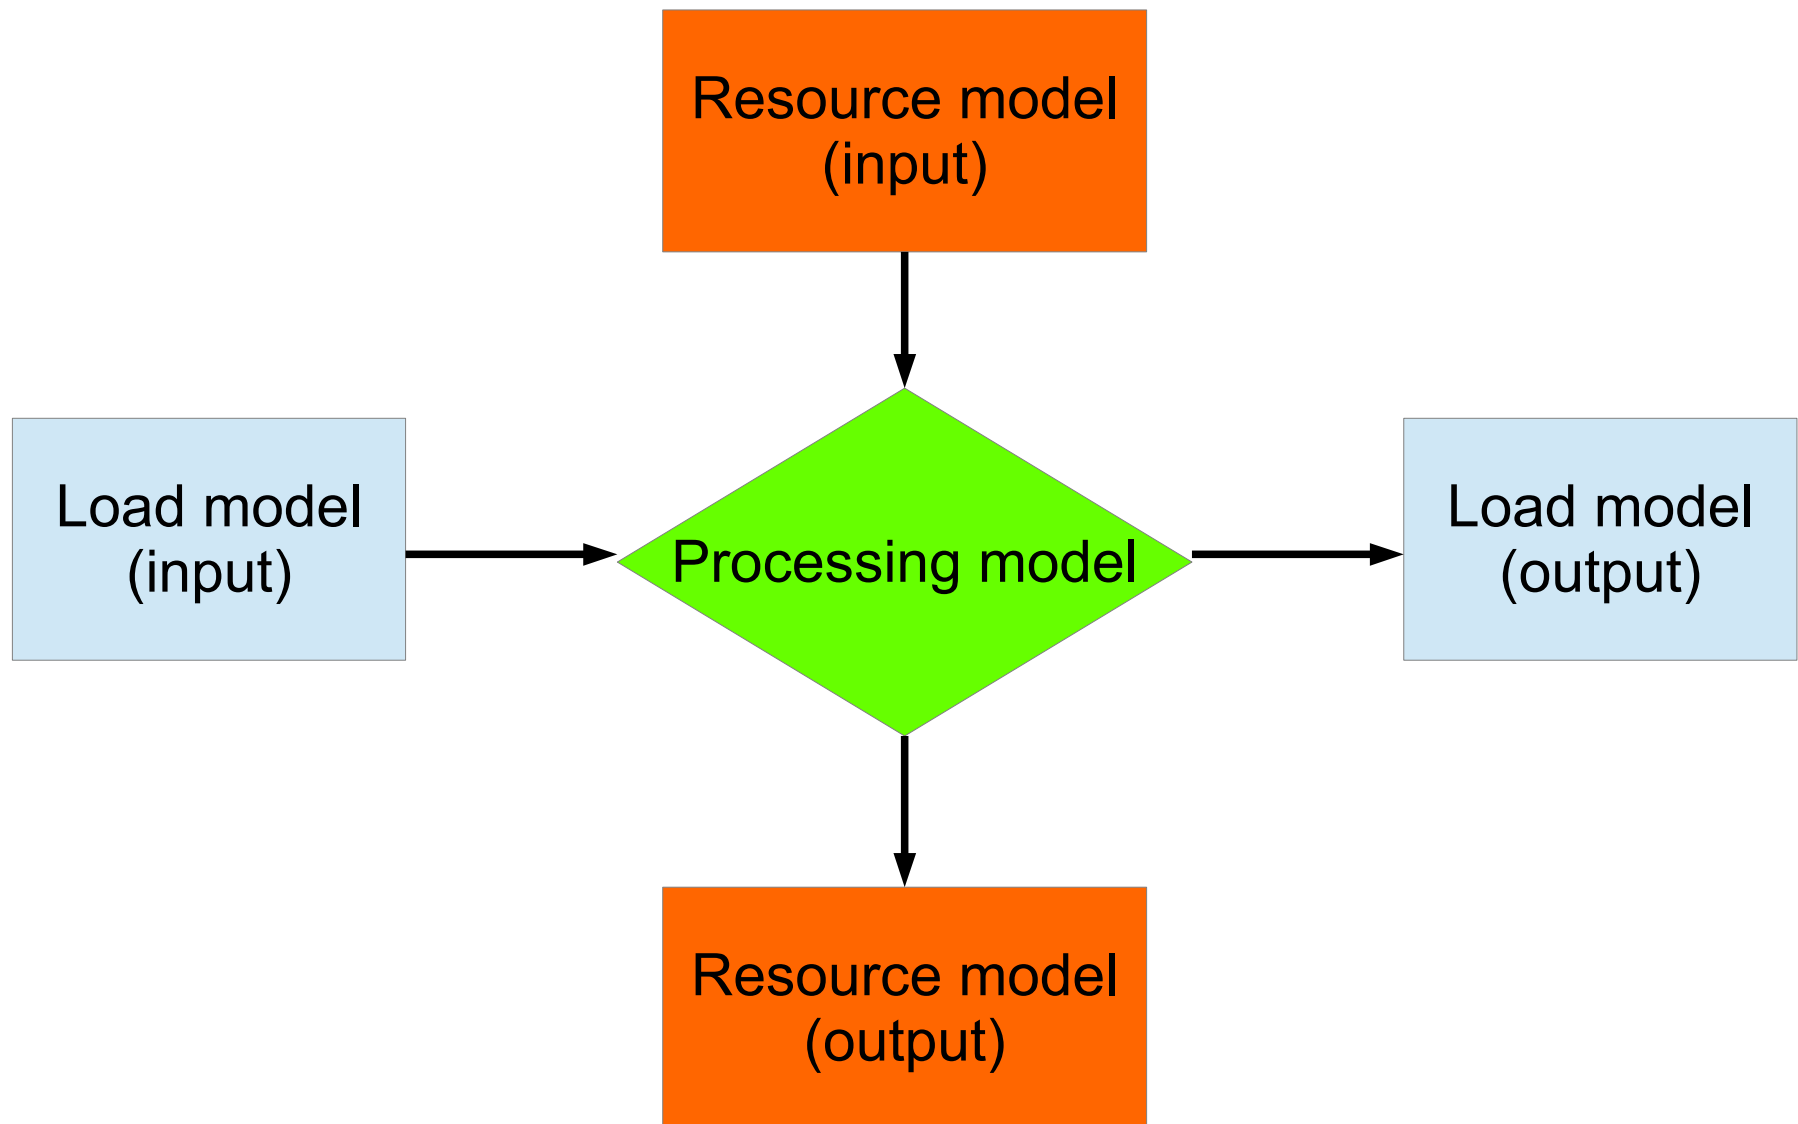 Resource model
(input)
Load model
(input)
Processing model
Load model
(output)
Resource model
(output)